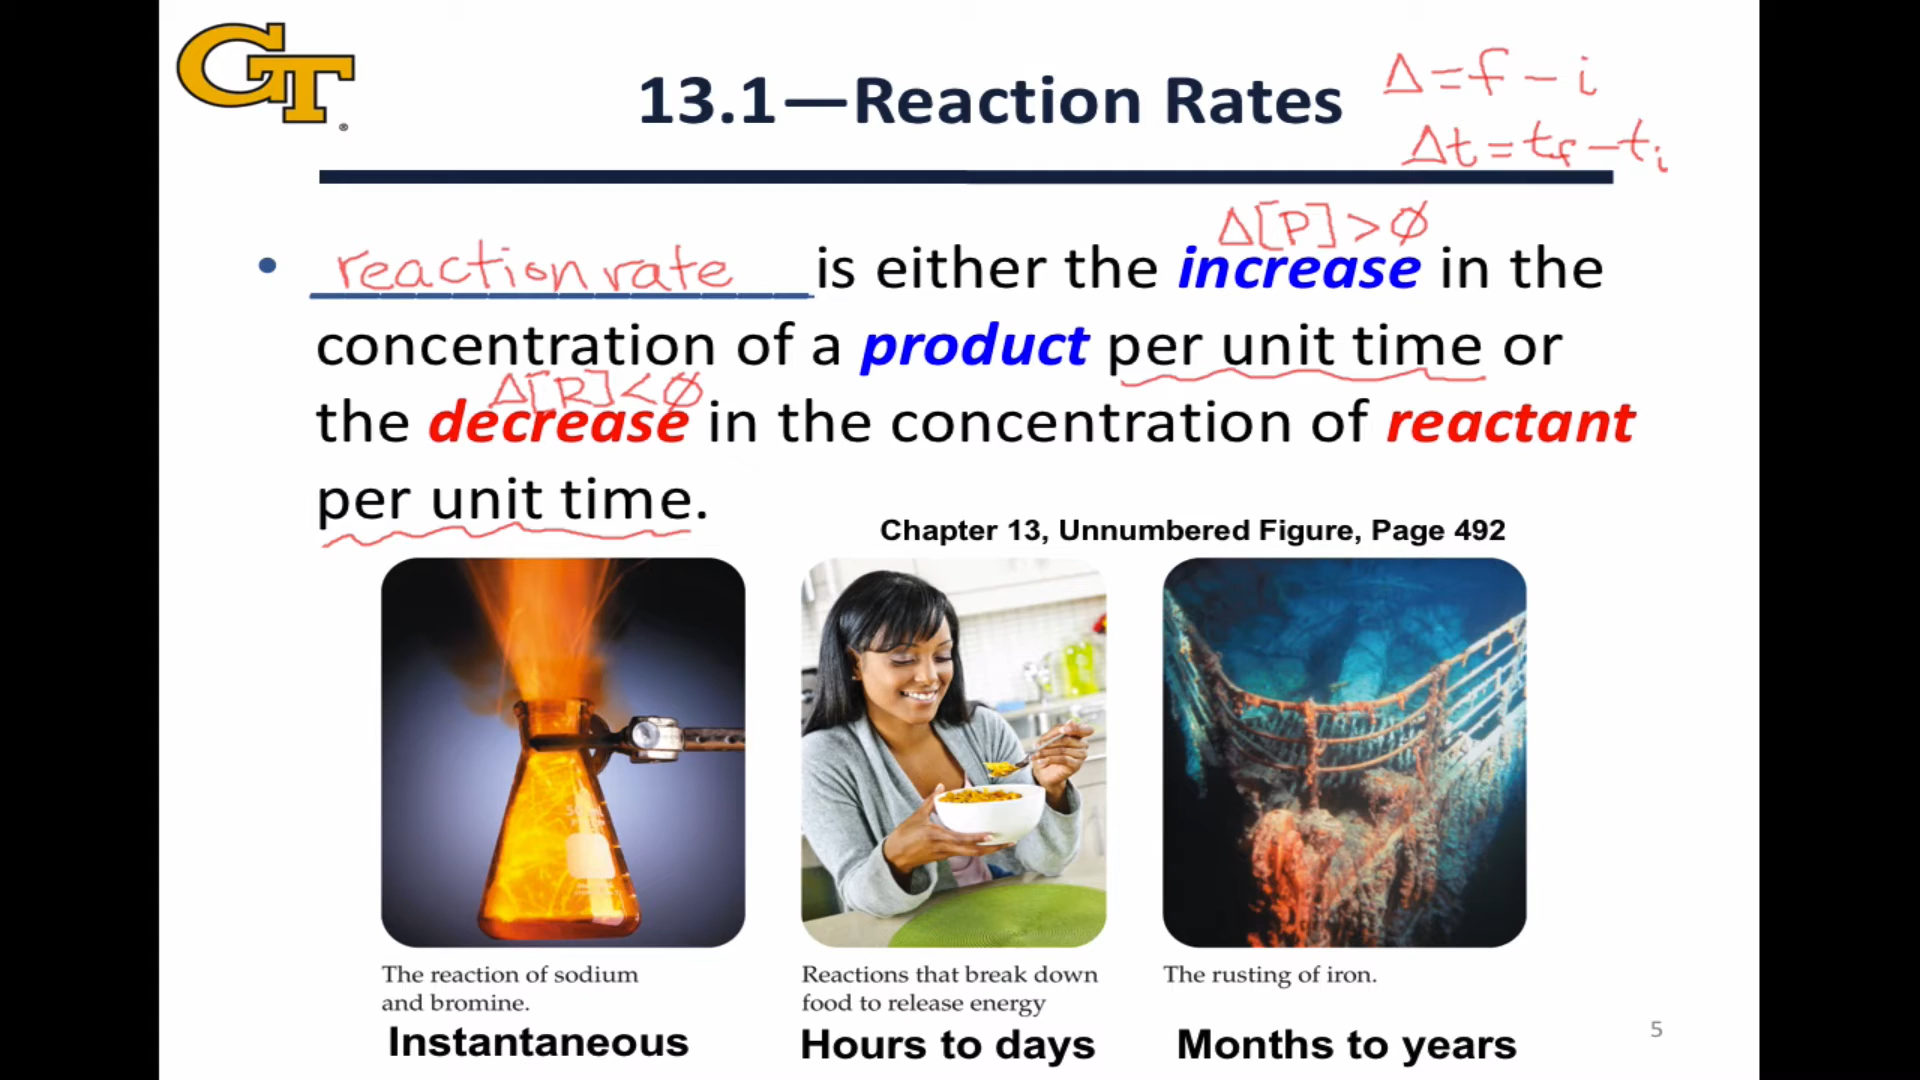 GT
®
13.1—Reaction Rates
Δ = f - i
Δt = tf - ti
Δ[P] > Ø
• reaction rate is either the increase in the
concentration of a product per unit time or
Δ[R] < Ø
the decrease in the concentration of reactant
per unit time.
Chapter 13, Unnumbered Figure, Page 492
The reaction of sodium
and bromine.
Instantaneous
Reactions that break down
food to release energy
Hours to days
The rusting of iron.
Months to years
5